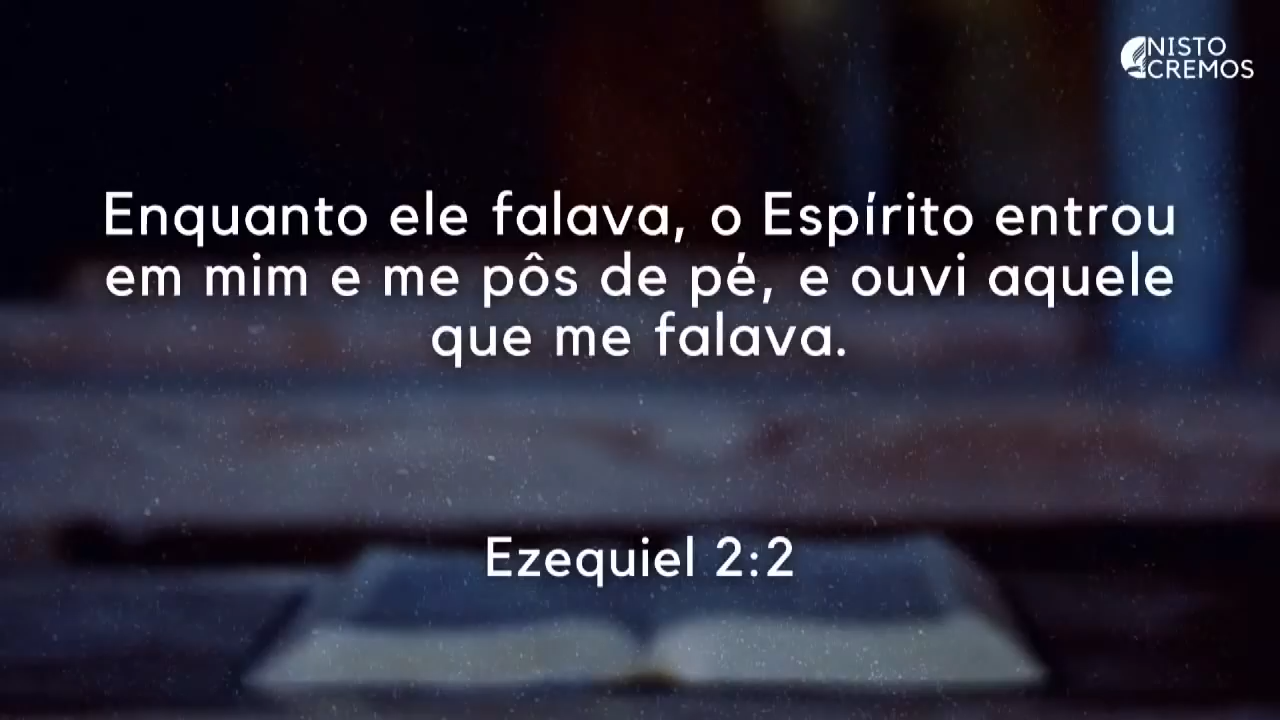 NISTO
CREMOS
Enquanto ele falava, o Espírito entrou
em mim e me pôs de pé, e ouvi aquele
que me falava.
Ezequiel 2:2